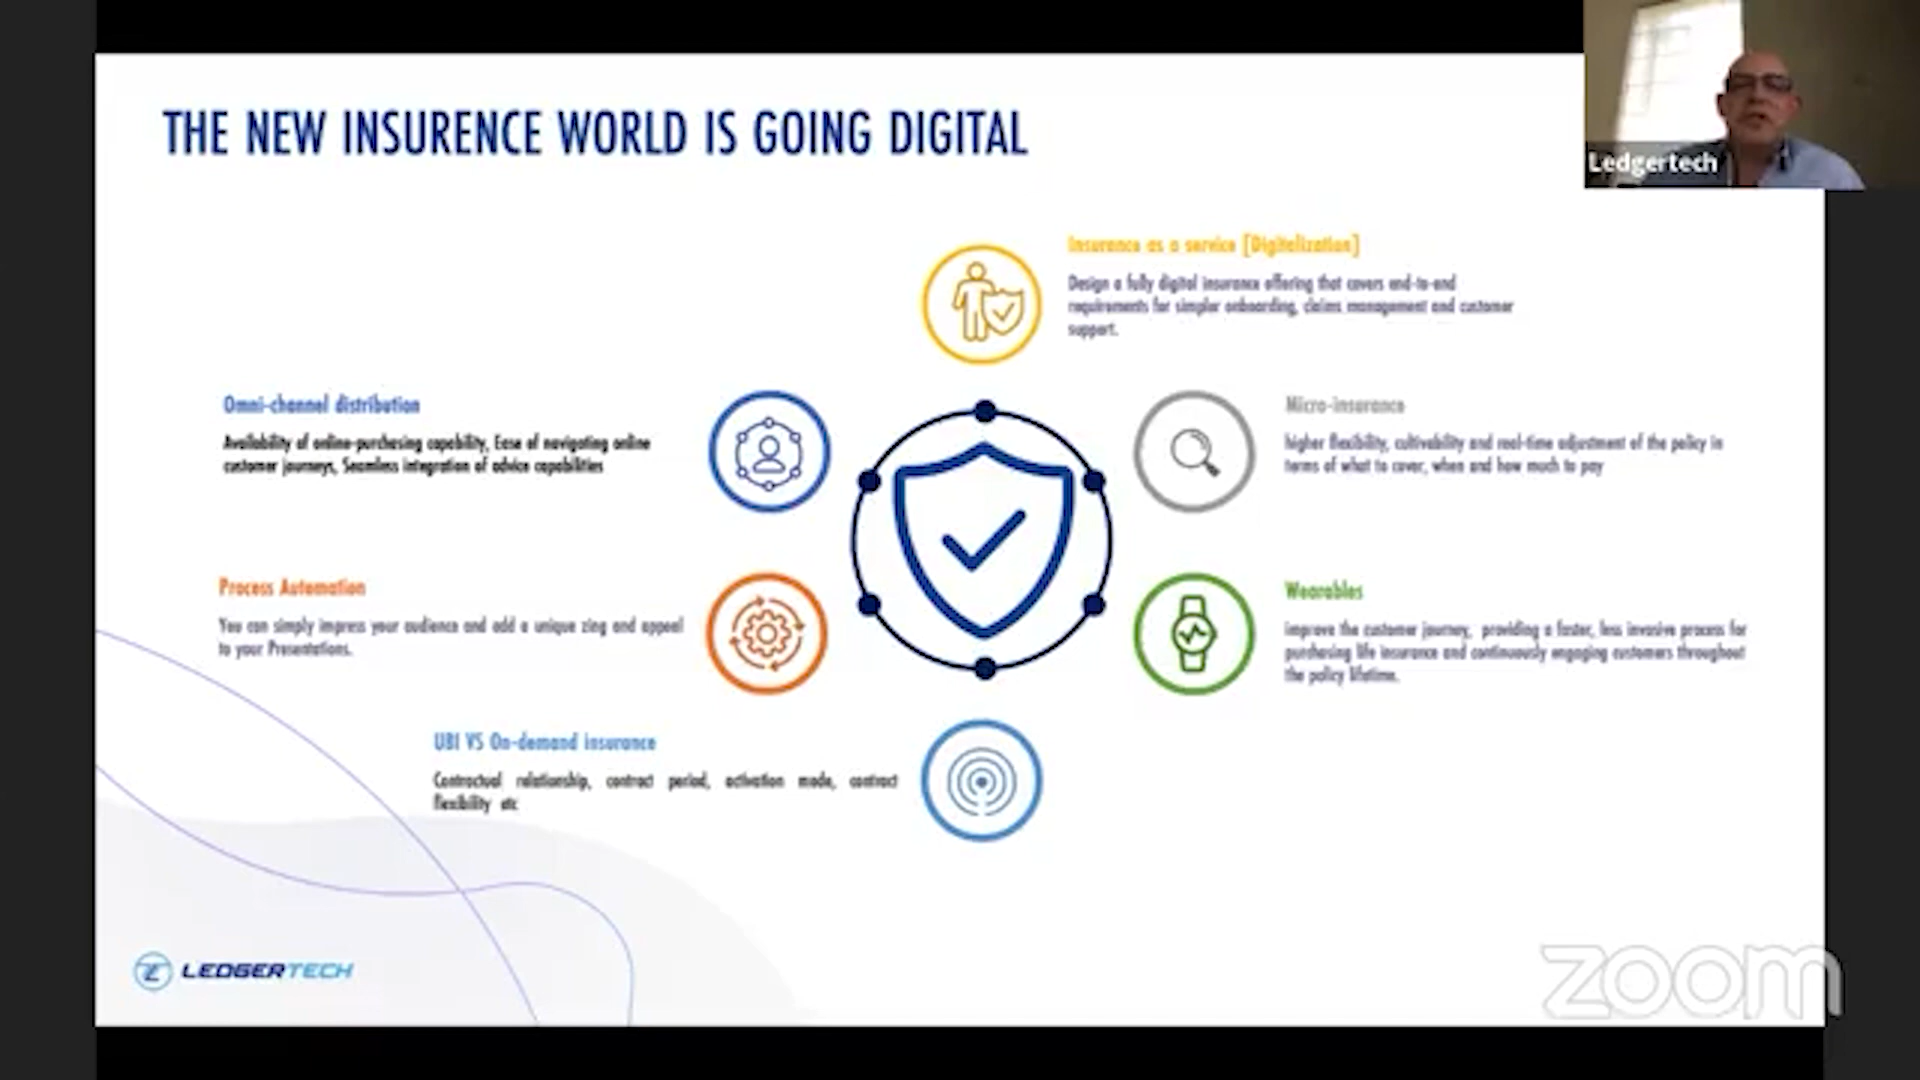 THE NEW INSURENCE WORLD IS GOING DIGITAL
Ledgertech
Insurance as a service [Digitalization]
Design a fully digital insurance offering that covers end-to-end
requirements for simpler onboarding, claims management and customer
support.
Omni-channel distribution
Availability of online-purchasing capability, Ease of navigating online
customer journeys, Seamless integration of advice capabilities
Micro-insurance
higher flexibility, cultivability and real-time adjustment of the policy in
terms of what to cover, when and how much to pay
Process Automation
You can simply impress your audience and add a unique zing and appeal
to your Presentations.
Wearables
improve the customer journey, providing a faster, less invasive process for
purchasing life insurance and continuously engaging customers throughout
the policy lifetime.
UBI VS On-demand insurance
Contractual relationship, contract period, activation mode, contract
flexibility etc
LEDGERTECH
zoom